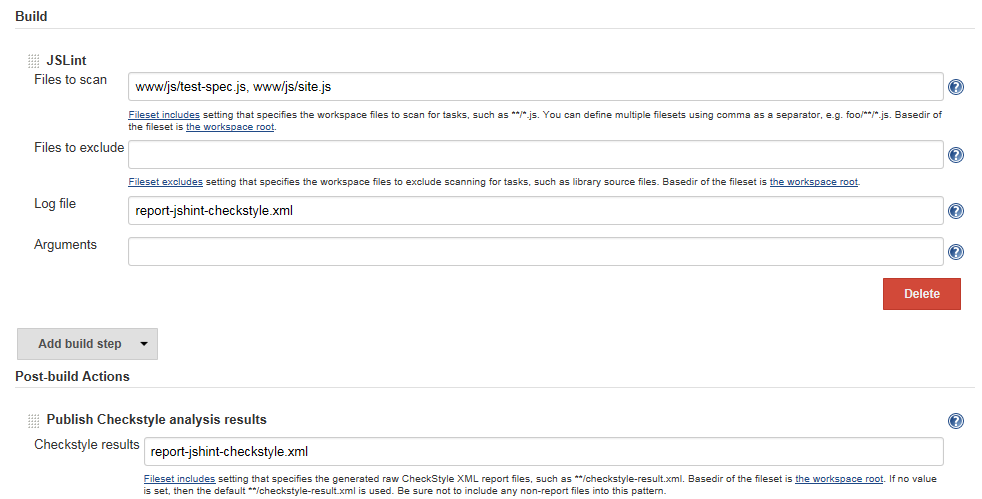 Build
JSLint
Files to scan
www/js/test-spec.js, www/js/site.js
Fileset includes setting that specifies the workspace files to scan for tasks, such as **/*.js. You can define multiple filesets using comma as a separator, e.g. foo/**/*.js. Basedir of
the fileset is the workspace root.
Files to exclude
Fileset excludes setting that specifies the workspace files to exclude scanning for tasks, such as library source files. Basedir of the fileset is the workspace root.
Log file
report-jshint-checkstyle.xml
Arguments
Delete
Add build step
Post-build Actions
Publish Checkstyle analysis results
Checkstyle results
report-jshint-checkstyle.xml
Fileset includes setting that specifies the generated raw CheckStyle XML report files, such as **/checkstyle-result.xml. Basedir of the fileset is the workspace root. If no value
is set, then the default **/checkstyle-result.xml is used. Be sure not to include any non-report files into this pattern.